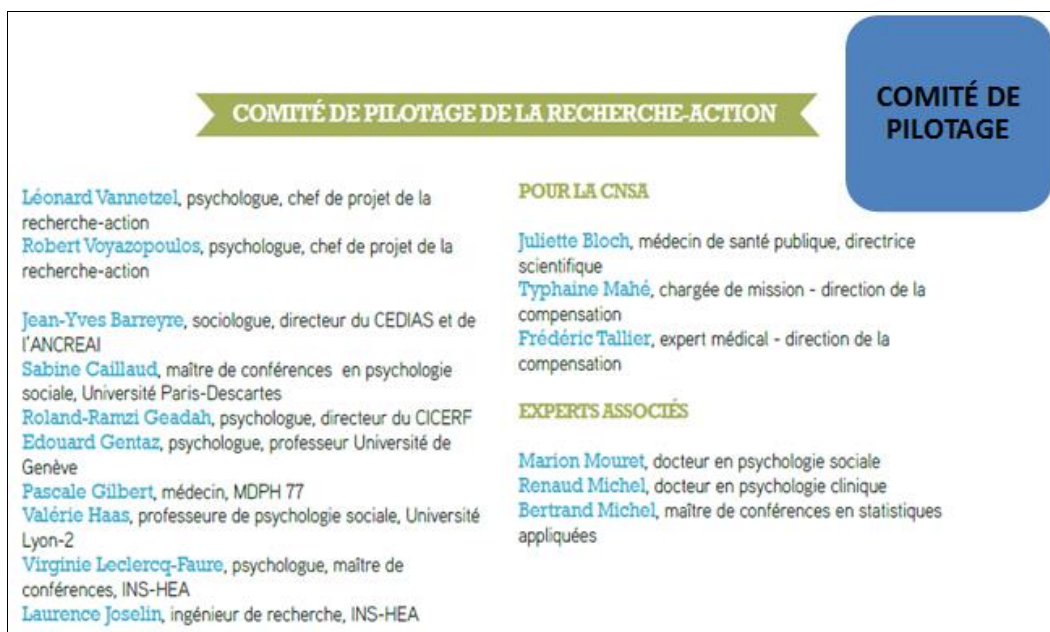 COMITÉ DE
PILOTAGE
COMITÉ DE PILOTAGE DE LA RECHERCHE-ACTION
Léonard Vannetzel, psychologue, chef de projet de la
recherche-action
Robert Voyazopoulos, psychologue, chef de projet de la
recherche-action
Jean-Yves Barreyre, sociologue, directeur du CEDIAS et de
l'ANCREAI
Sabine Caillaud, maître de conférences en psychologie
sociale, Université Paris-Descartes
Roland-Ramzi Geadah, psychologue, directeur du CICERF
Edouard Gentaz, psychologue, professeur Université de
Genève
Pascale Gilbert, médecin, MDPH 77
Valérie Haas, professeure de psychologie sociale, Université
Lyon-2
Virginie Leclercq-Faure, psychologue, maître de
conférences, INS-HEA
Laurence Joselin, ingénieur de recherche, INS-HEA
POUR LA CNSA
Juliette Bloch, médecin de santé publique, directrice
scientifique
Typhaine Mahé, chargée de mission - direction de la
compensation
Frédéric Tallier, expert médical - direction de la
compensation
EXPERTS ASSOCIÉS
Marion Mouret, docteur en psychologie sociale
Renaud Michel, docteur en psychologie clinique
Bertrand Michel, maître de conférences en statistiques
appliquées